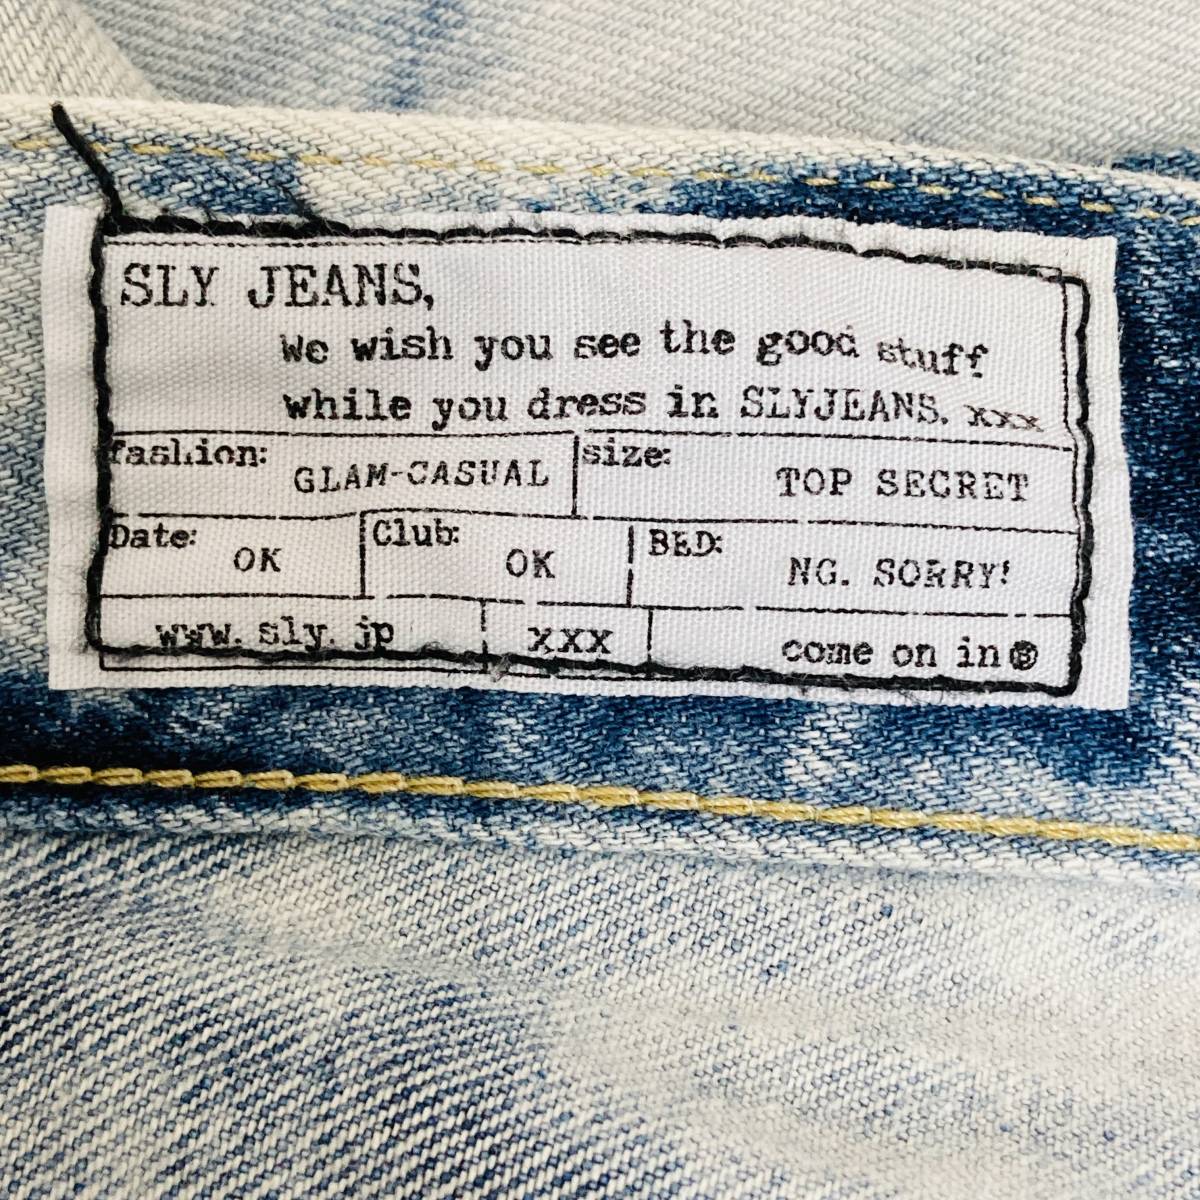 SLY JEANS,
We wish you see the good stuff
while you dress in SLYJEANS. xxx
fashion: GLAM-CASUAL size: TOP SECRET
Date: OK Club: OK BED: NG. SORRY!
www.sly.jp xxx come on in®